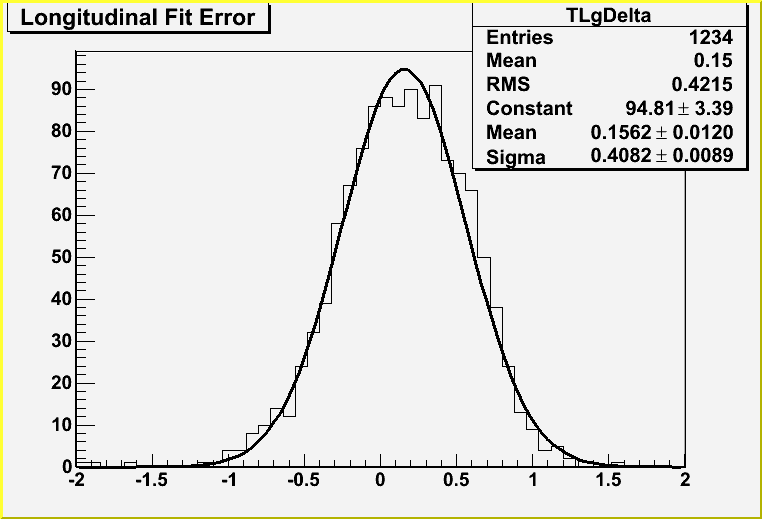 Longitudinal Fit Error
TLgDelta
Entries 1234
Mean 0.15
RMS 0.4215
Constant 94.81 ± 3.39
Mean 0.1562 ± 0.0120
Sigma 0.4082 ± 0.0089
90
80
70
60
50
40
30
20
10
0
-2 -1.5 -1 -0.5 0 0.5 1 1.5 2